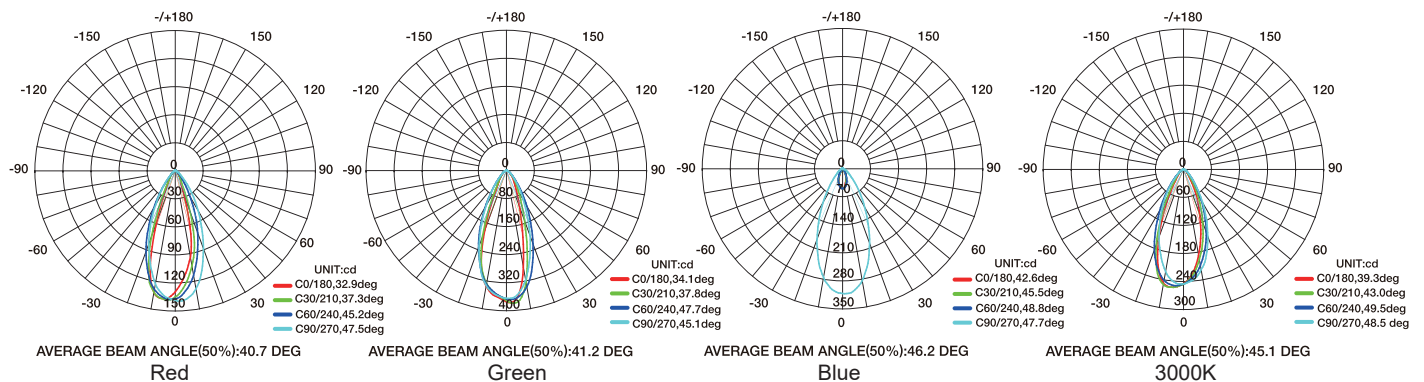 -/+180
-150
150
-120
120
-90
90
-60
60
-30
30
0
0
30
60
90
120
150
UNIT:cd
C0/180,32.9deg
C30/210,37.3deg
C60/240,45.2deg
C90/270,47.5deg
AVERAGE BEAM ANGLE(50%):40.7 DEG
Red
-/+180
-150
150
-120
120
-90
90
-60
60
-30
30
0
0
80
160
240
320
400
UNIT:cd
C0/180,34.1deg
C30/210,37.8deg
C60/240,47.7deg
C90/270,45.1deg
AVERAGE BEAM ANGLE(50%):41.2 DEG
Green
-/+180
-150
150
-120
120
-90
90
-60
60
-30
30
0
0
70
140
210
280
350
UNIT:cd
C0/180,42.6deg
C30/210,45.5deg
C60/240,48.8deg
C90/270,47.7deg
AVERAGE BEAM ANGLE(50%):46.2 DEG
Blue
-/+180
-150
150
-120
120
-90
90
-60
60
-30
30
0
0
60
120
180
240
300
UNIT:cd
C0/180,39.3deg
C30/210,43.0deg
C60/240,49.5deg
C90/270,48.5 deg
AVERAGE BEAM ANGLE(50%):45.1 DEG
3000K